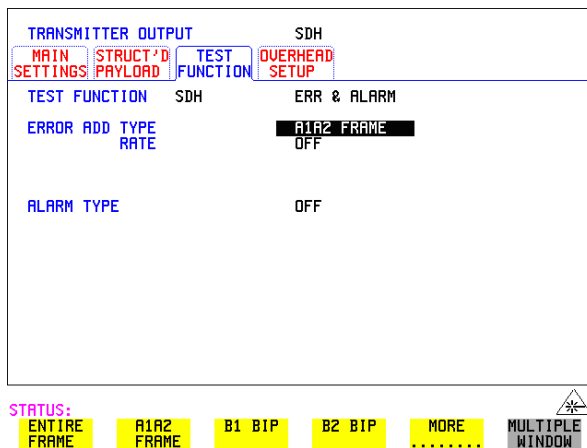 TRANSMITTER OUTPUT SDH
MAIN SETTINGS STRUCT'D PAYLOAD TEST FUNCTION OVERHEAD SETUP
TEST FUNCTION SDH ERR & ALARM
ERROR ADD TYPE A1A2 FRAME
RATE OFF
ALARM TYPE OFF
STATUS:
ENTIRE FRAME A1A2 FRAME B1 BIP B2 BIP MORE ........ MULTIPLE WINDOW